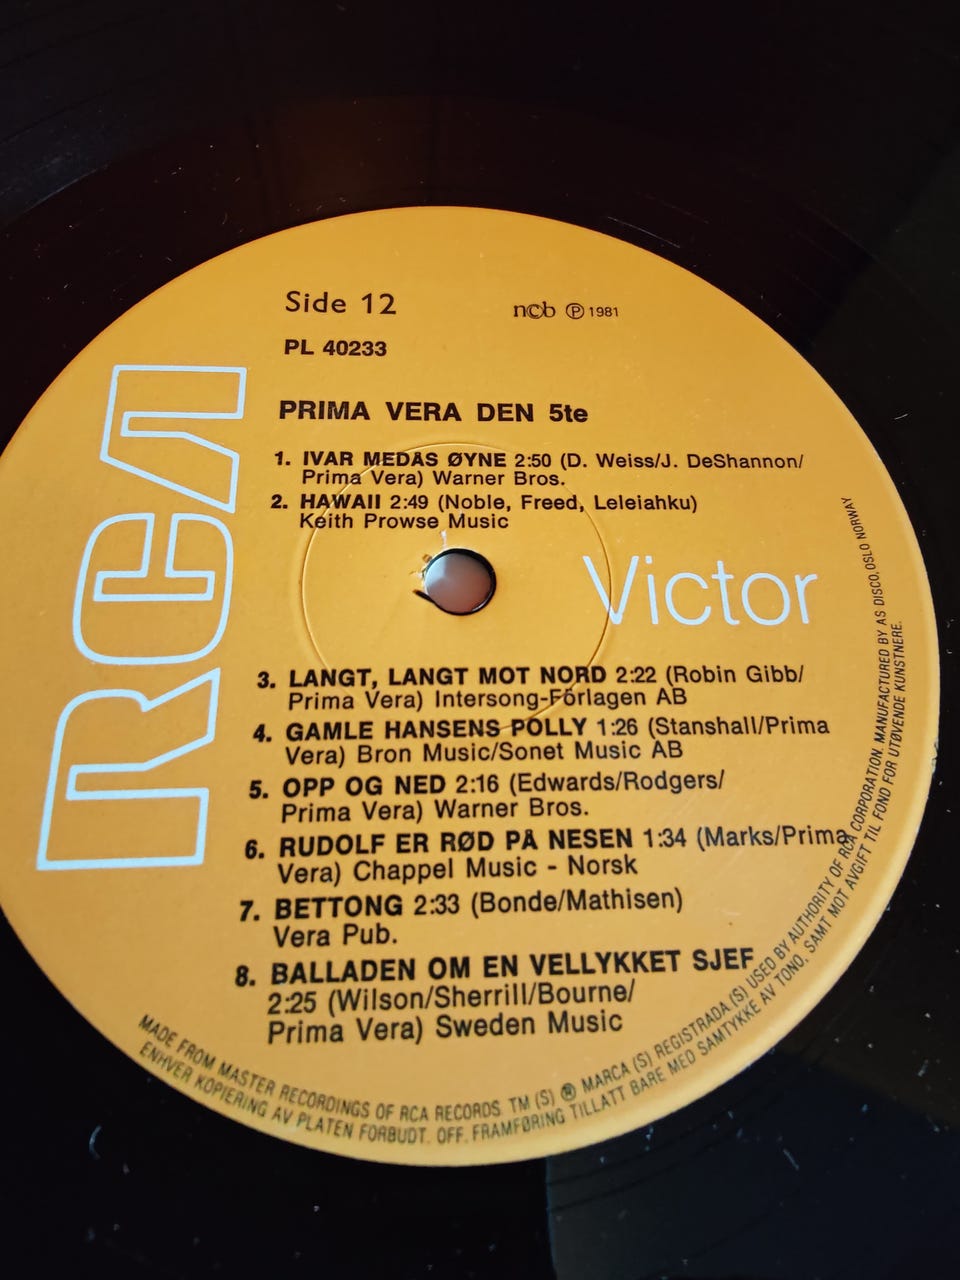 Side 12
ncb Ⓟ 1981
PL 40233
PRIMA VERA DEN 5te
1. IVAR MEDAS ØYNE 2:50 (D. Weiss/J. DeShannon/
Prima Vera) Warner Bros.
2. HAWAII 2:49 (Noble, Freed, Leleiahku)
Keith Prowse Music
RCA
Victor
3. LANGT, LANGT MOT NORD 2:22 (Robin Gibb/
Prima Vera) Intersong-Förlagen AB
4. GAMLE HANSENS POLLY 1:26 (Stanshall/Prima
Vera) Bron Music/Sonet Music AB
5. OPP OG NED 2:16 (Edwards/Rodgers/
Prima Vera) Warner Bros.
6. RUDOLF ER RØD PÅ NESEN 1:34 (Marks/Prima
Vera) Chappel Music - Norsk
7. BETTONG 2:33 (Bonde/Mathisen)
Vera Pub.
8. BALLADEN OM EN VELLYKKET SJEF
2:25 (Wilson/Sherrill/Bourne/
Prima Vera) Sweden Music
MADE FROM MASTER RECORDINGS OF RCA RECORDS. TM (S) ® MARCA (S) REGISTRADA (S) USED BY AUTHORITY OF RCA CORPORATION. MANUFACTURED BY AS DISCO, OSLO NORWAY
ENHVER KOPIERING AV PLATEN FORBUDT. OFF. FRAMFØRING TILLATT BARE MED SAMTYKKE AV TONO, SAMT MOT AVGIFT TIL FOND FOR UTØVENDE KUNSTNERE.